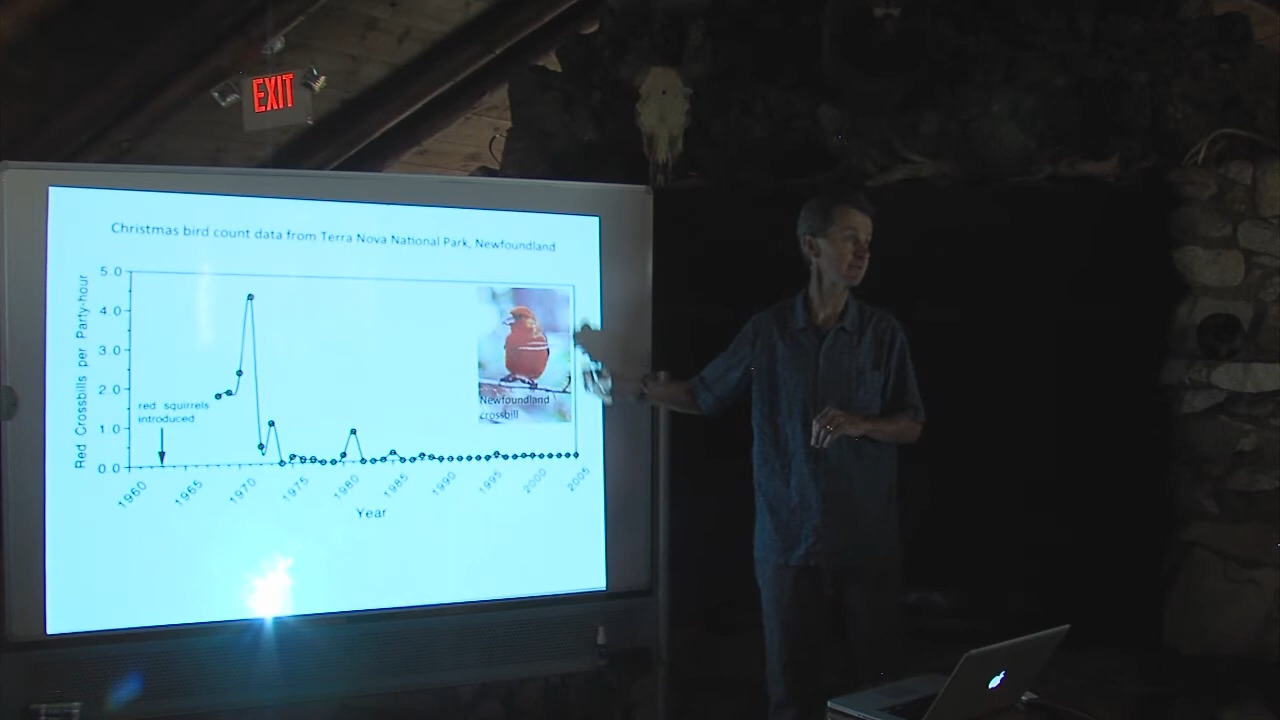 EXIT
Christmas bird count data from Terra Nova National Park, Newfoundland
Red Crossbills per Party-hour
5.0
4.0
3.0
2.0
1.0
0.0
red squirrels
introduced
Newfoundland
crossbill
1960
1965
1970
1975
1980
1985
1990
1995
2000
2005
Year